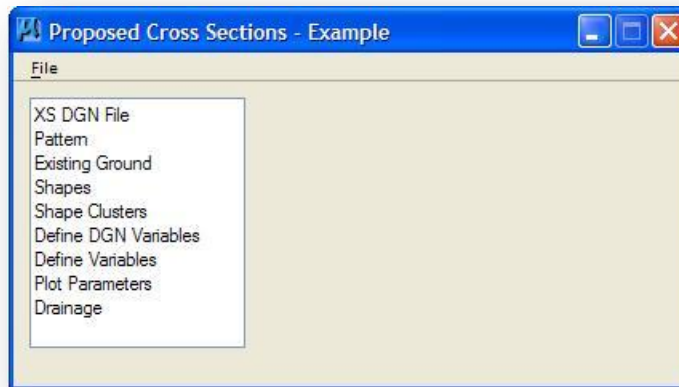 Proposed Cross Sections - Example
File
XS DGN File
Pattern
Existing Ground
Shapes
Shape Clusters
Define DGN Variables
Define Variables
Plot Parameters
Drainage